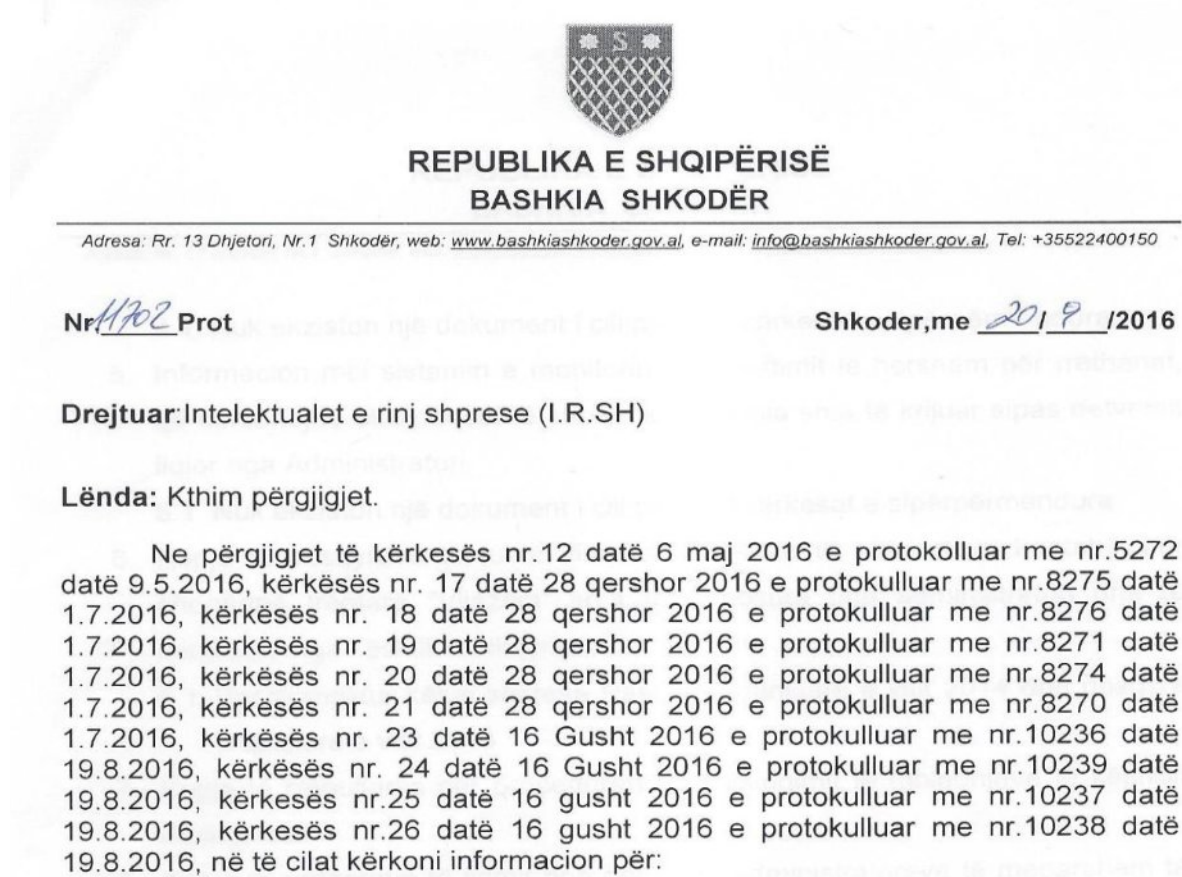 S
REPUBLIKA E SHQIPËRISË
BASHKIA SHKODËR
Adresa: Rr. 13 Dhjetori, Nr.1 Shkodër, web: www.bashkiashkoder.gov.al, e-mail: info@bashkiashkoder.gov.al, Tel: +35522400150
Nr 11702 Prot Shkoder,me 20/ 9 /2016
Drejtuar:Intelektualet e rinj shprese (I.R.SH)
Lënda: Kthim përgjigjet.
Ne përgjigjet të kërkesës nr.12 datë 6 maj 2016 e protokolluar me nr.5272
datë 9.5.2016, kërkësës nr. 17 datë 28 qershor 2016 e protokulluar me nr.8275 datë
1.7.2016, kërkesës nr. 18 datë 28 qershor 2016 e protokulluar me nr.8276 datë
1.7.2016, kërkesës nr. 19 datë 28 qershor 2016 e protokulluar me nr.8271 datë
1.7.2016, kërkesës nr. 20 datë 28 qershor 2016 e protokulluar me nr.8274 datë
1.7.2016, kërkesës nr. 21 datë 28 qershor 2016 e protokulluar me nr.8270 datë
1.7.2016, kërkesës nr. 23 datë 16 Gusht 2016 e protokulluar me nr.10236 datë
19.8.2016, kërkesës nr. 24 datë 16 Gusht 2016 e protokulluar me nr.10239 datë
19.8.2016, kërkesës nr.25 datë 16 gusht 2016 e protokulluar me nr.10237 datë
19.8.2016, kërkesës nr.26 datë 16 gusht 2016 e protokulluar me nr.10238 datë
19.8.2016, në të cilat kërkoni informacion për: